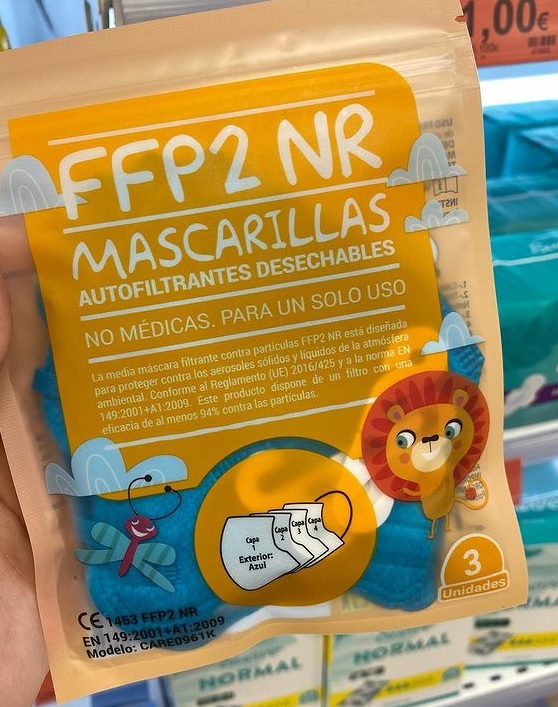 1,00€
FFP2 NR
MASCARILLAS
AUTOFILTRANTES DESECHABLES
NO MÉDICAS. PARA UN SOLO USO
La media máscara filtrante contra partículas FFP2 NR está diseñada
para proteger contra los aerosoles sólidos y líquidos de la atmósfera
ambiental. Conforme al Reglamento (UE) 2016/425 y a la norma EN
149:2001+A1:2009. Este producto dispone de un filtro con una
eficacia de al menos 94% contra las partículas.
Capa
1
Exterior:
Azul
Capa
2
Capa
3
Capa
4
3
Unidades
CE 1463 FFP2 NR
EN 149:2001+A1:2009
Modelo: CARE0961K
NORMAL
NORMAL